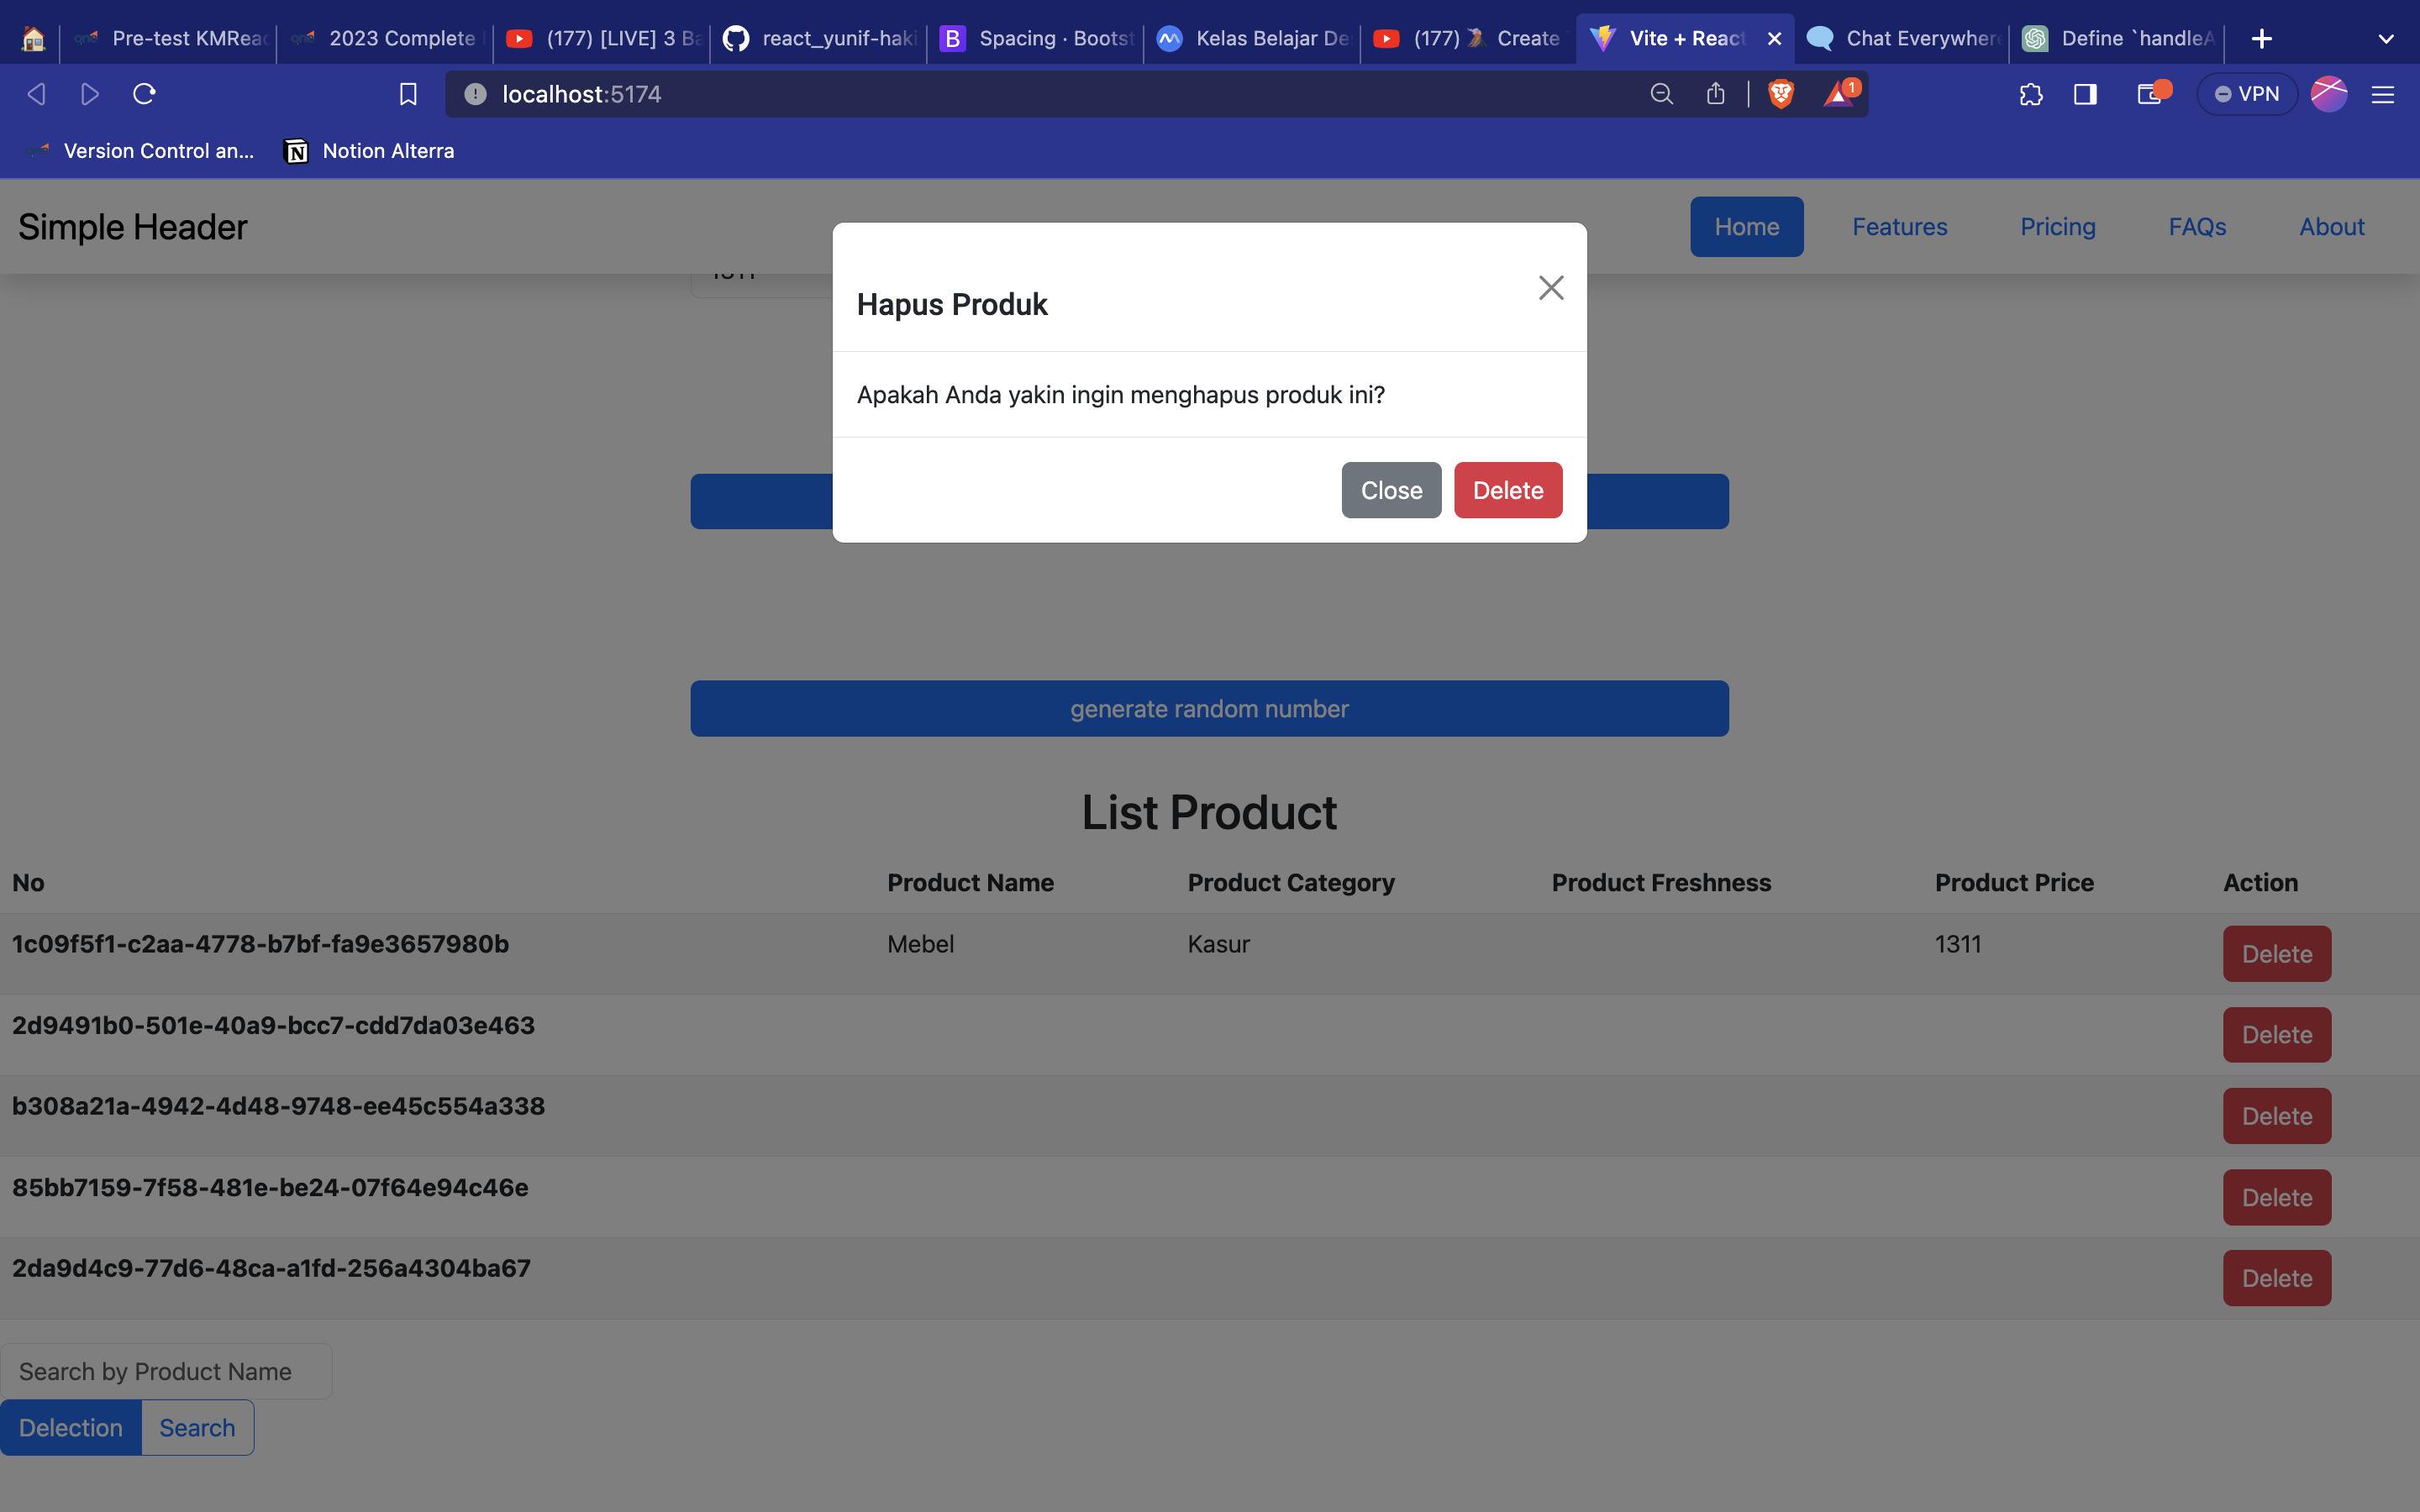 Pre-test KMReac
2023 Complete
(177) [LIVE] 3 Ba
react_yunif-haki
Spacing · Bootst
Kelas Belajar De
(177) Create
Vite + React
Chat Everywhere
Define `handleA
localhost:5174
1
VPN
Version Control an...
Notion Alterra
Simple Header
Home
Features
Pricing
FAQs
About
1311
Hapus Produk
Apakah Anda yakin ingin menghapus produk ini?
Close
Delete
generate random number
List Product
No Product Name Product Category Product Freshness Product Price Action
1c09f5f1-c2aa-4778-b7bf-fa9e3657980b Mebel Kasur 1311 Delete
2d9491b0-501e-40a9-bcc7-cdd7da03e463 Delete
b308a21a-4942-4d48-9748-ee45c554a338 Delete
85bb7159-7f58-481e-be24-07f64e94c46e Delete
2da9d4c9-77d6-48ca-a1fd-256a4304ba67 Delete
Search by Product Name
Delection
Search